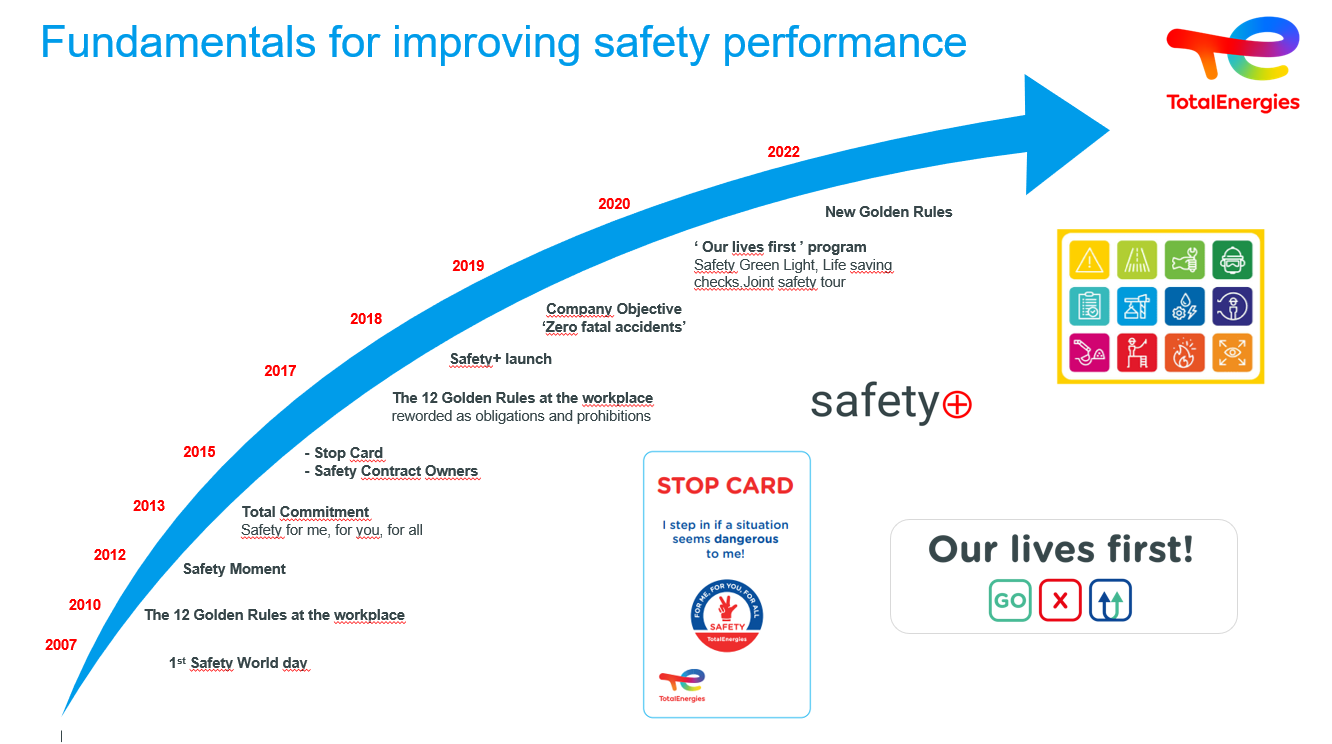 Fundamentals for improving safety performance
TotalEnergies
2022
New Golden Rules
2020
‘ Our lives first ’ program
Safety Green Light, Life saving
checks,Joint safety tour
2019
Company Objective
‘Zero fatal accidents’
2018
Safety+ launch
2017
The 12 Golden Rules at the workplace
reworded as obligations and prohibitions
2015
- Stop Card
- Safety Contract Owners
2013
Total Commitment
Safety for me, for you, for all
2012
Safety Moment
2010
The 12 Golden Rules at the workplace
2007
1st Safety World day
safety+
STOP CARD
I step in if a situation
seems dangerous
to me!
FOR ME, FOR YOU, FOR ALL
SAFETY
TotalEnergies
TotalEnergies
Our lives first!
GO X